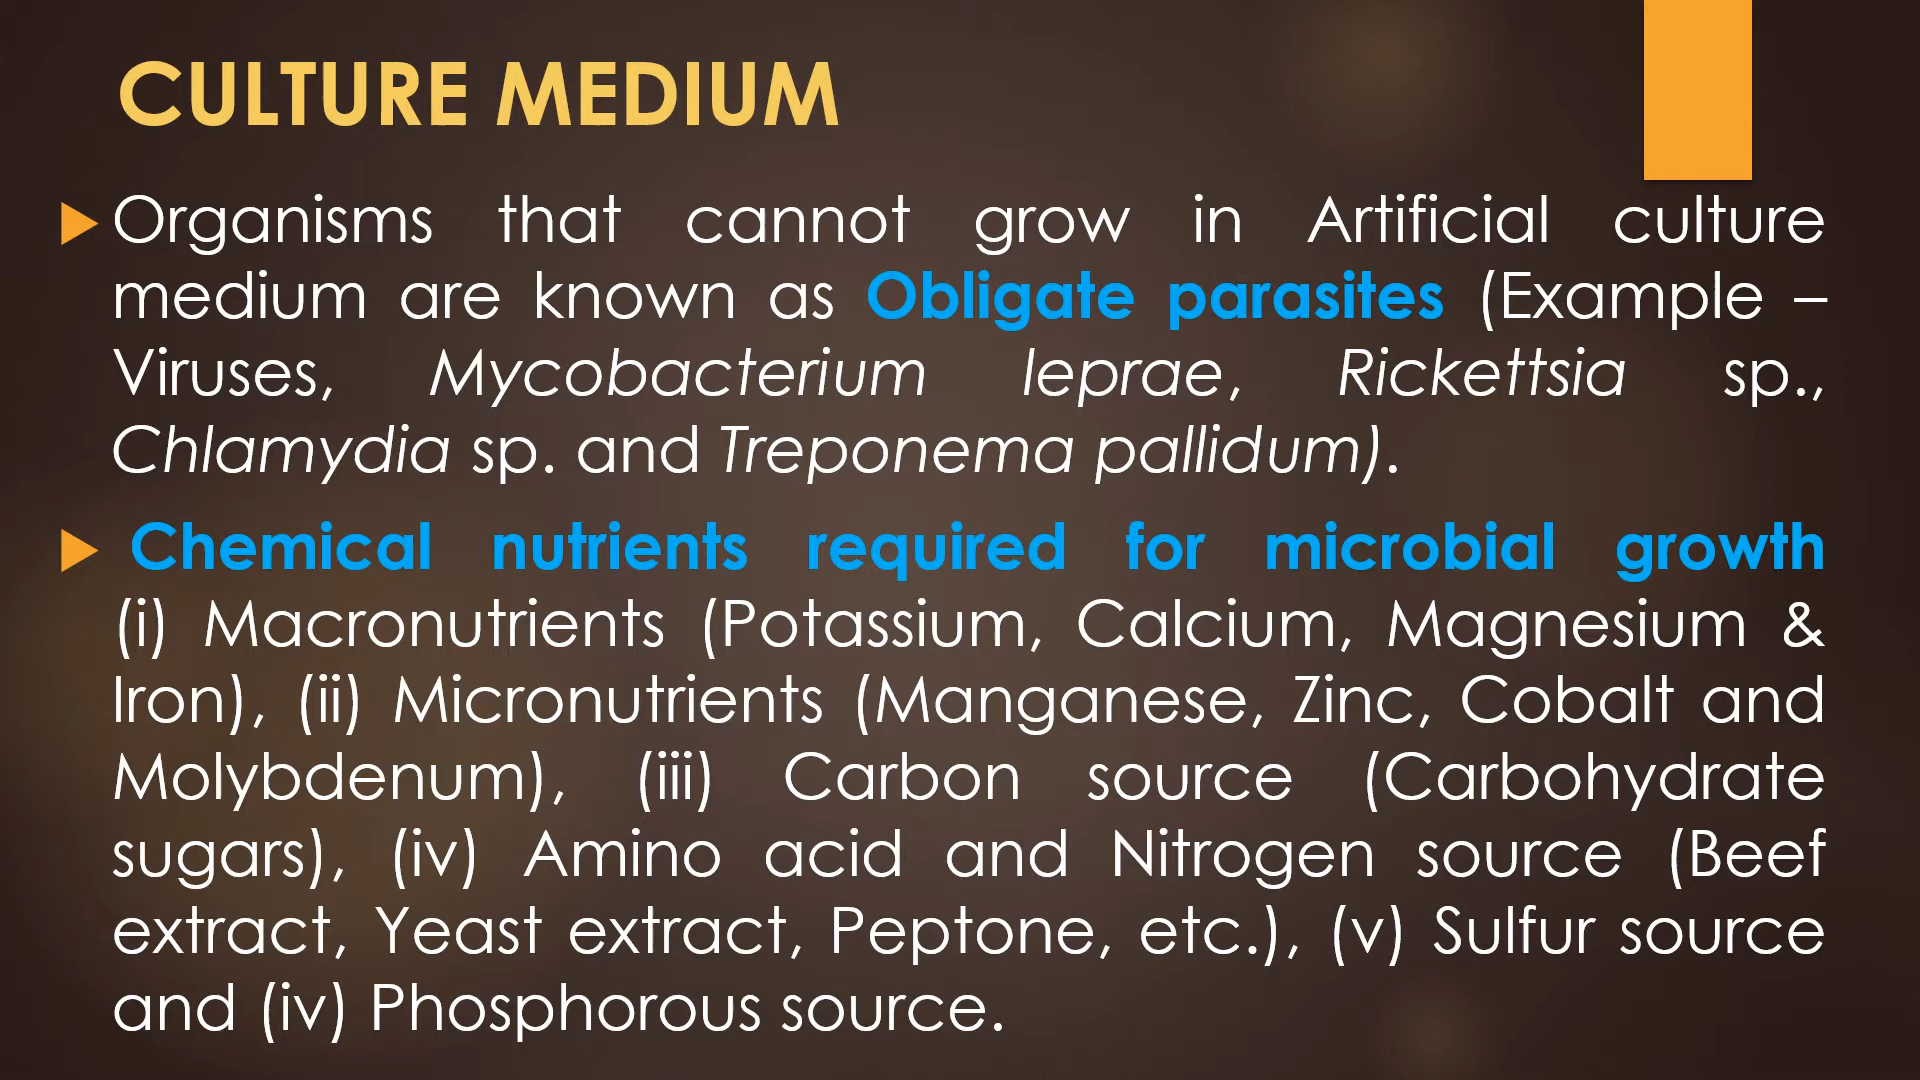 CULTURE MEDIUM
Organisms that cannot grow in Artificial culture
medium are known as Obligate parasites (Example –
Viruses, Mycobacterium leprae, Rickettsia sp.,
Chlamydia sp. and Treponema pallidum).
Chemical nutrients required for microbial growth
(i) Macronutrients (Potassium, Calcium, Magnesium &
Iron), (ii) Micronutrients (Manganese, Zinc, Cobalt and
Molybdenum), (iii) Carbon source (Carbohydrate
sugars), (iv) Amino acid and Nitrogen source (Beef
extract, Yeast extract, Peptone, etc.), (v) Sulfur source
and (iv) Phosphorous source.